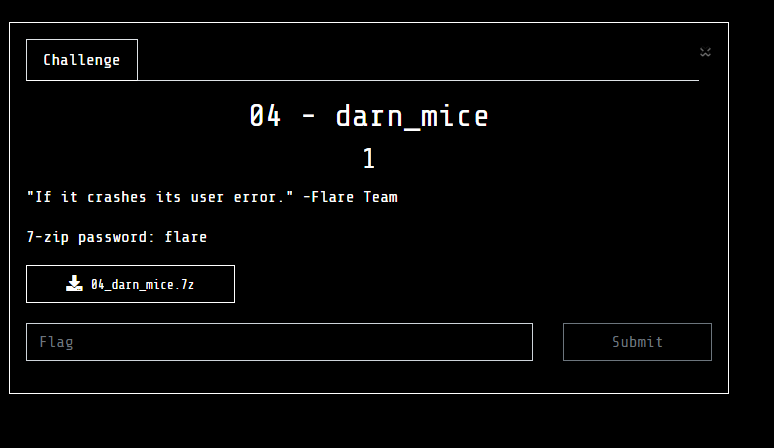 Challenge
04 - darn_mice
1
"If it crashes its user error." -Flare Team
7-zip password: flare
04_darn_mice.7z
Flag
Submit